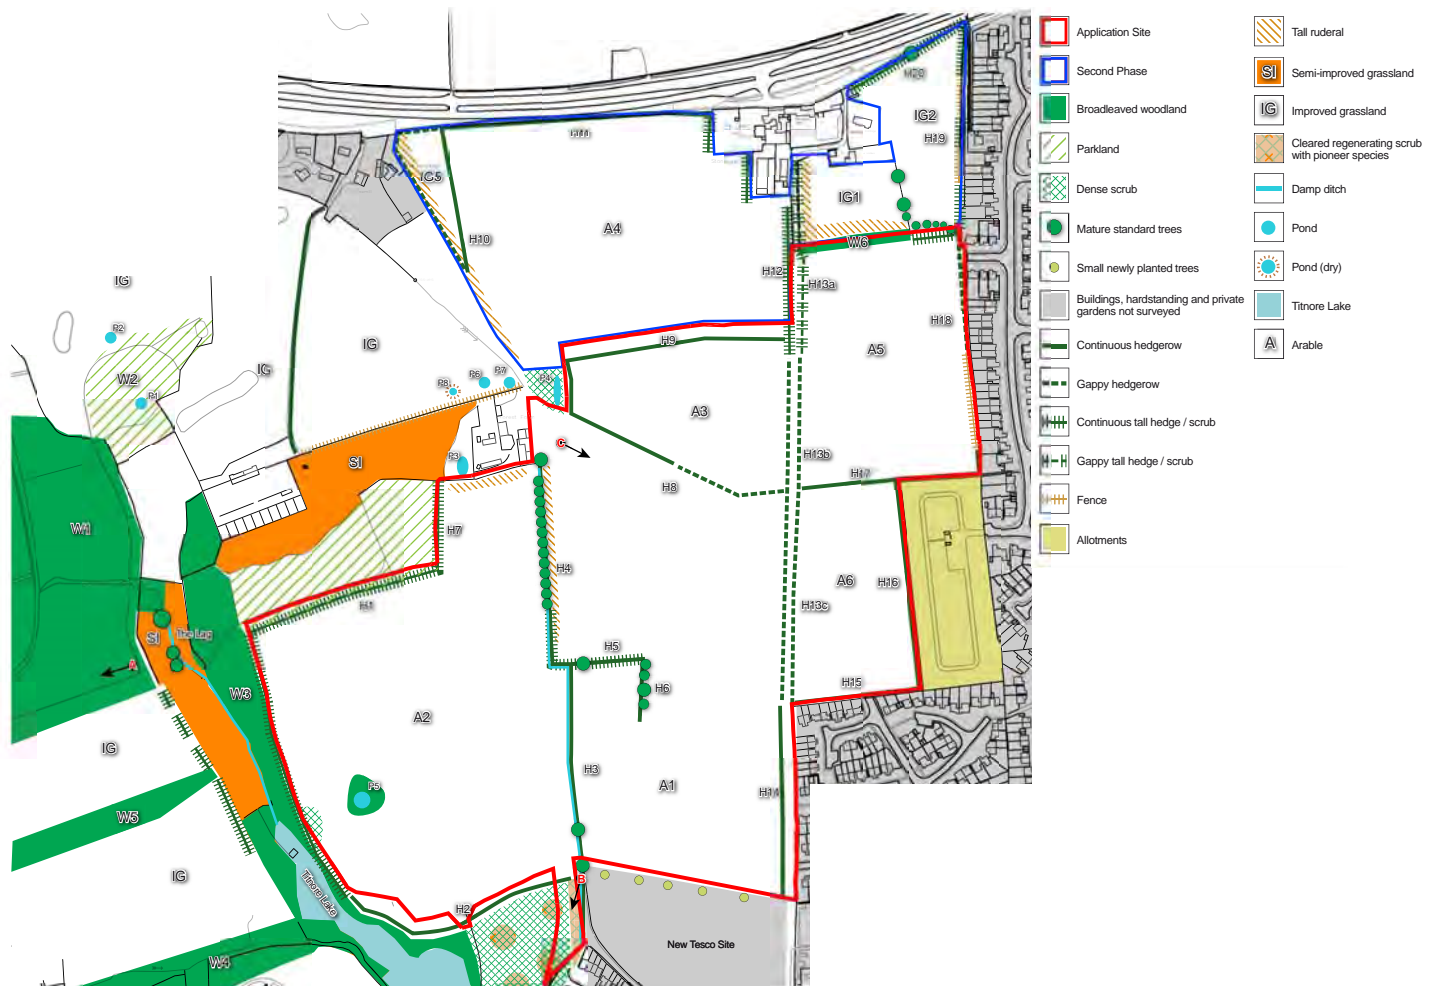 Application Site
Second Phase
Broadleaved woodland
Parkland
Dense scrub
Mature standard trees
Small newly planted trees
Buildings, hardstanding and private
gardens not surveyed
Continuous hedgerow
Gappy hedgerow
Continuous tall hedge / scrub
Gappy tall hedge / scrub
Fence
Allotments
Tall ruderal
SI Semi-improved grassland
IG Improved grassland
Cleared regenerating scrub
with pioneer species
Damp ditch
Pond
Pond (dry)
Titnore Lake
A Arable
H20
IG2
H19
IG5
IG1
A4
H10
W6
H12
H13a
H18
IG
P2
IG
H9
A5
IG
W2
P1
P8
P6
P7
P4
A3
C
SI
P3
H13b
H17
H8
W1
H7
H4
A6
H16
H1
H13c
SI
A
H5
W3
H6
H15
A2
IG
H3
A1
P5
H14
W5
IG
B
Titnore Lake
H2
New Tesco Site
W4